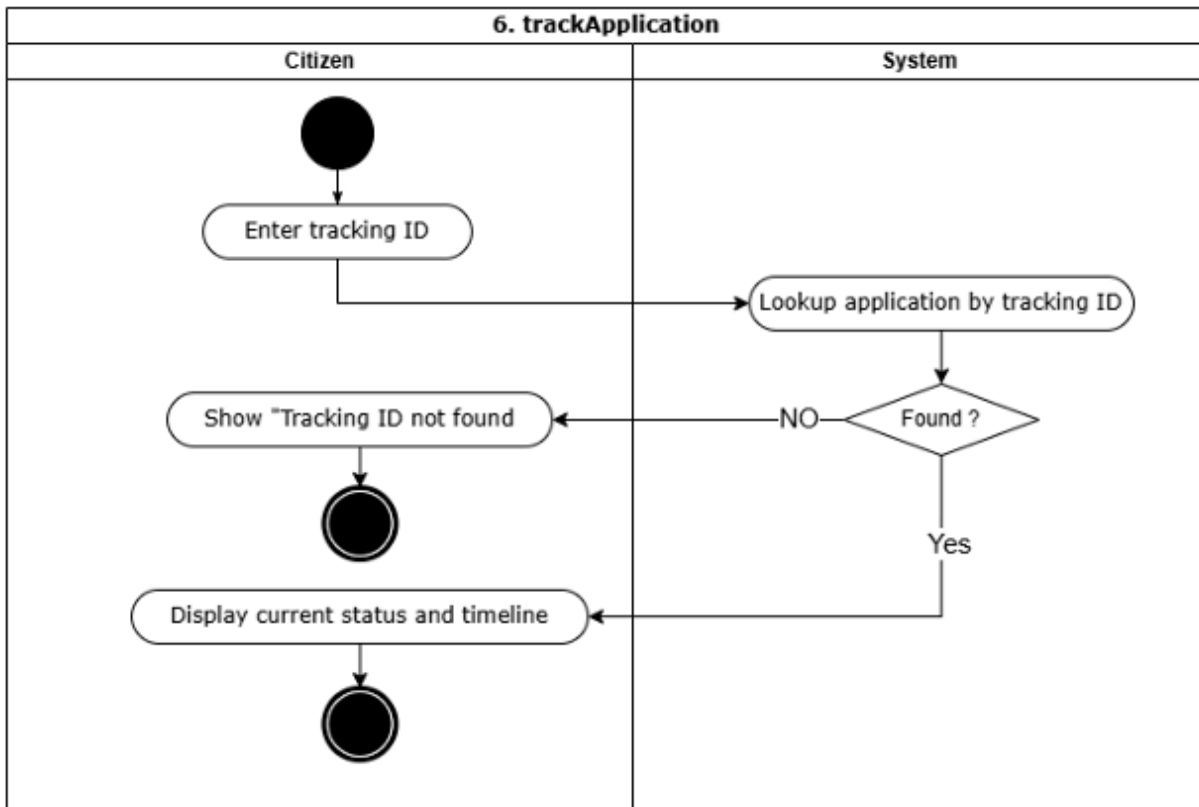 6. trackApplication
Citizen
System
Enter tracking ID
Lookup application by tracking ID
Show "Tracking ID not found
NO
Found ?
Yes
Display current status and timeline